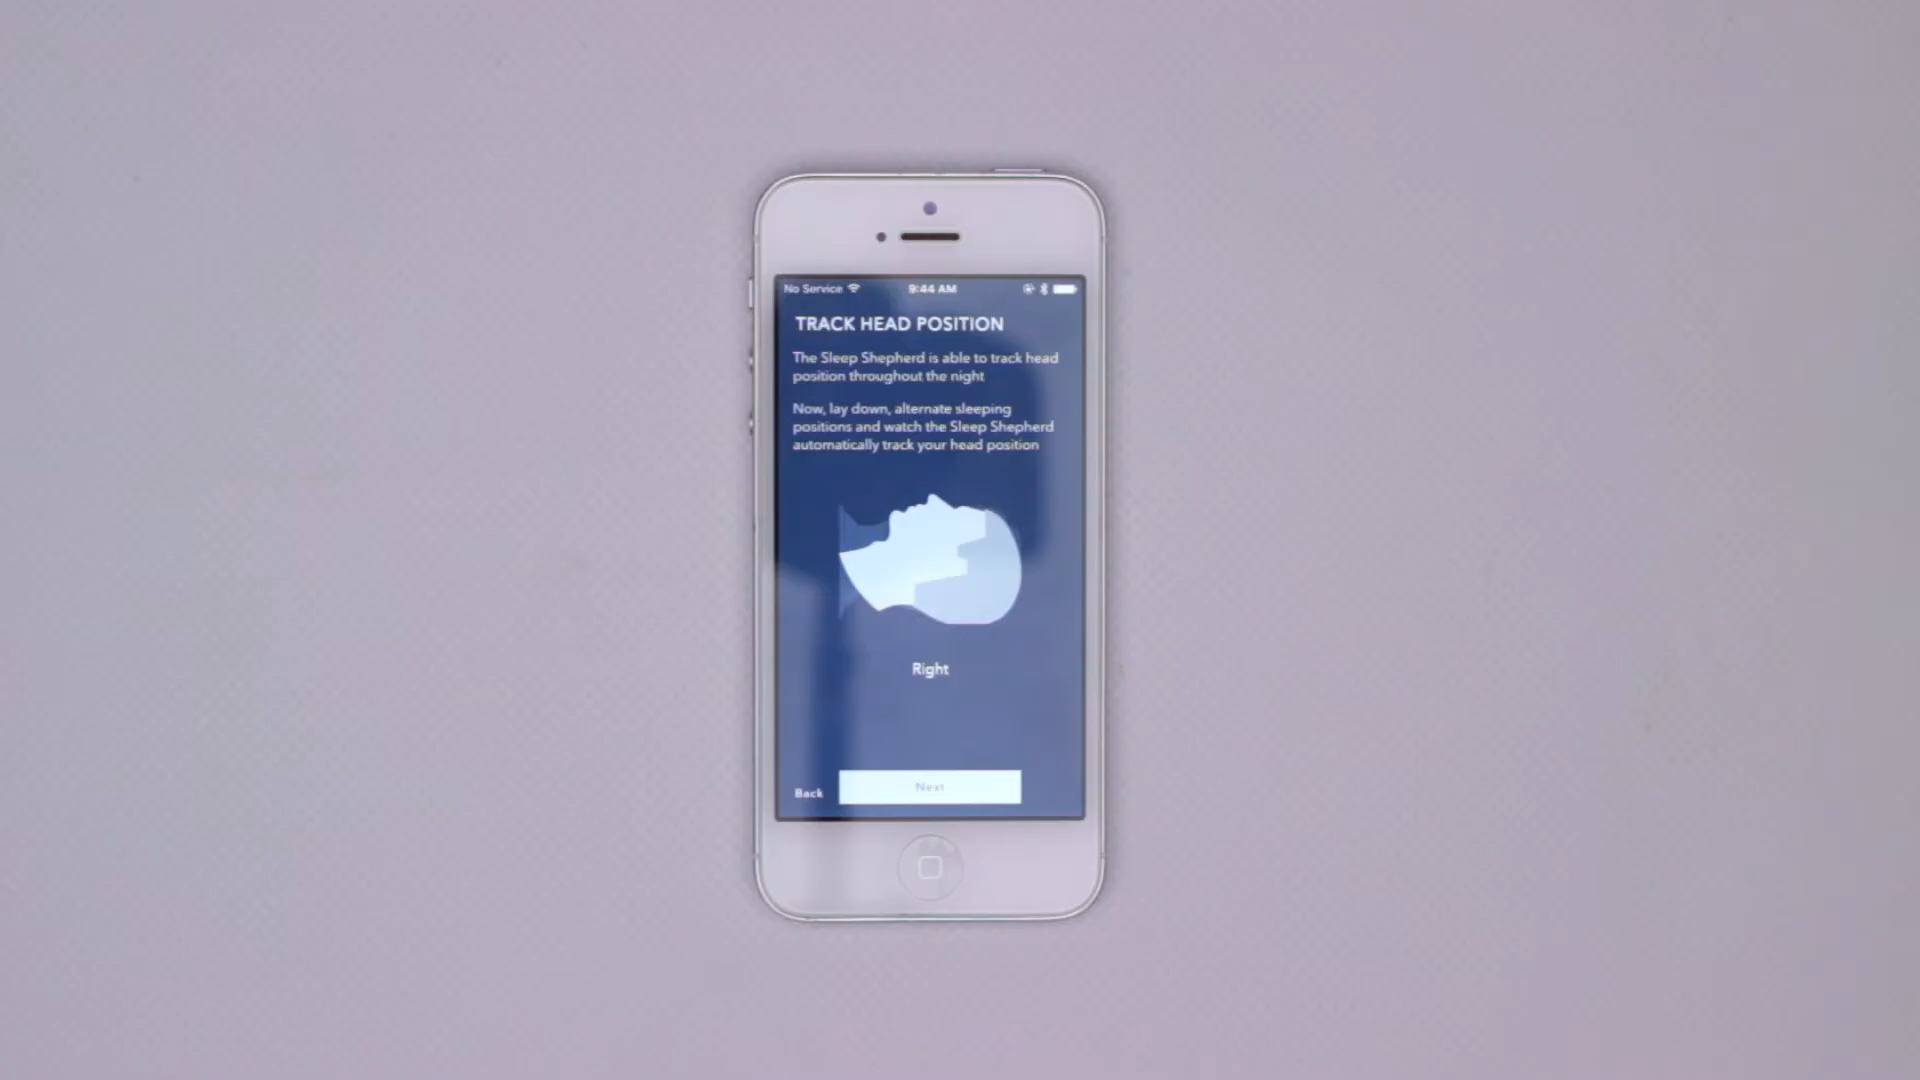 No Service 9:44 AM
TRACK HEAD POSITION
The Sleep Shepherd is able to track head
position throughout the night
Now, lay down, alternate sleeping
positions and watch the Sleep Shepherd
automatically track your head position
Right
Back Next